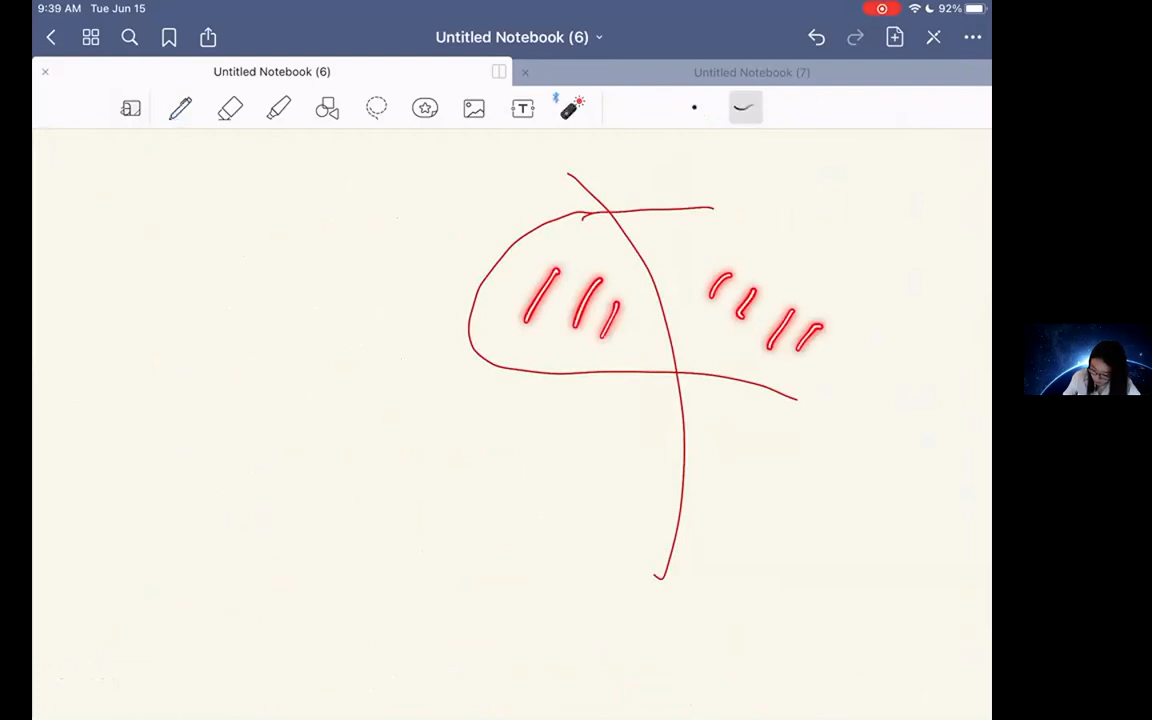 9:39 AM Tue Jun 15
92%
Untitled Notebook (6)
Untitled Notebook (6)
Untitled Notebook (7)
T